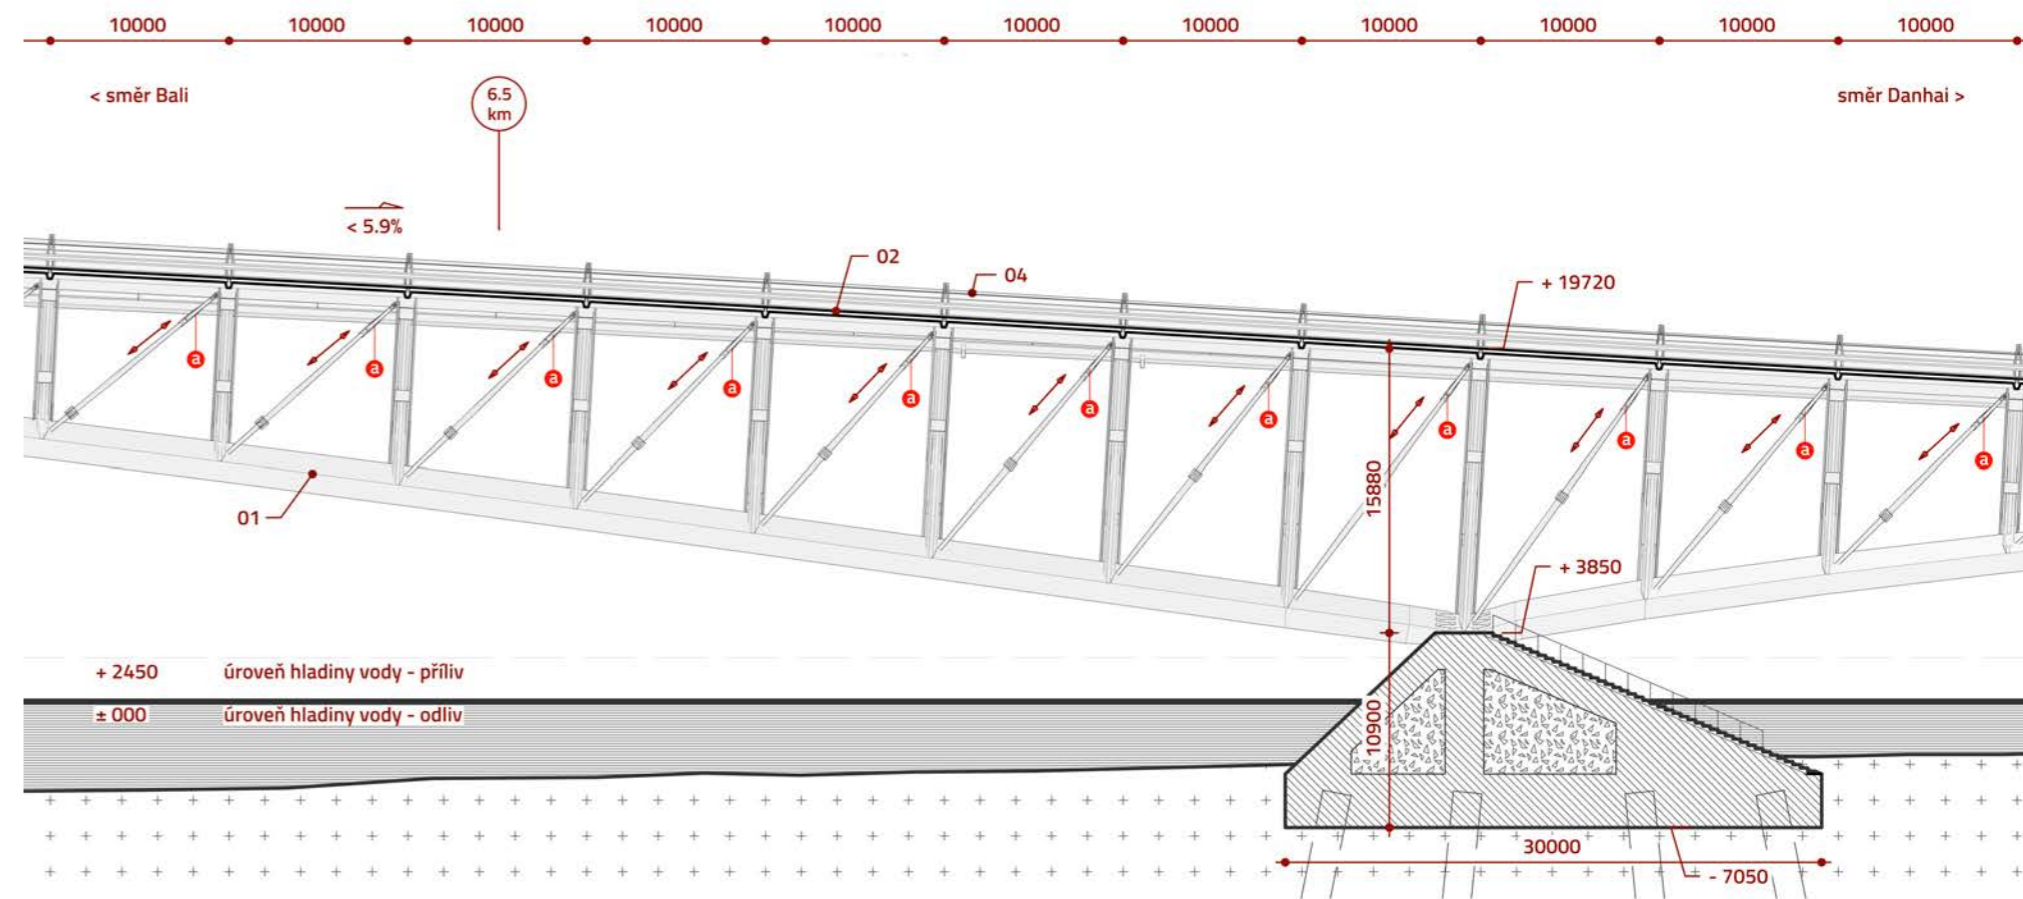 10000 10000 10000 10000 10000 10000 10000 10000 10000 10000 10000
< směr Bali
směr Danhai >
6.5
km
< 5.9%
02
04
+ 19720
a a a a a a a a a a a
01
15880
+ 3850
+ 2450 úroveň hladiny vody - příliv
± 000 úroveň hladiny vody - odliv
10900
30000
- 7050